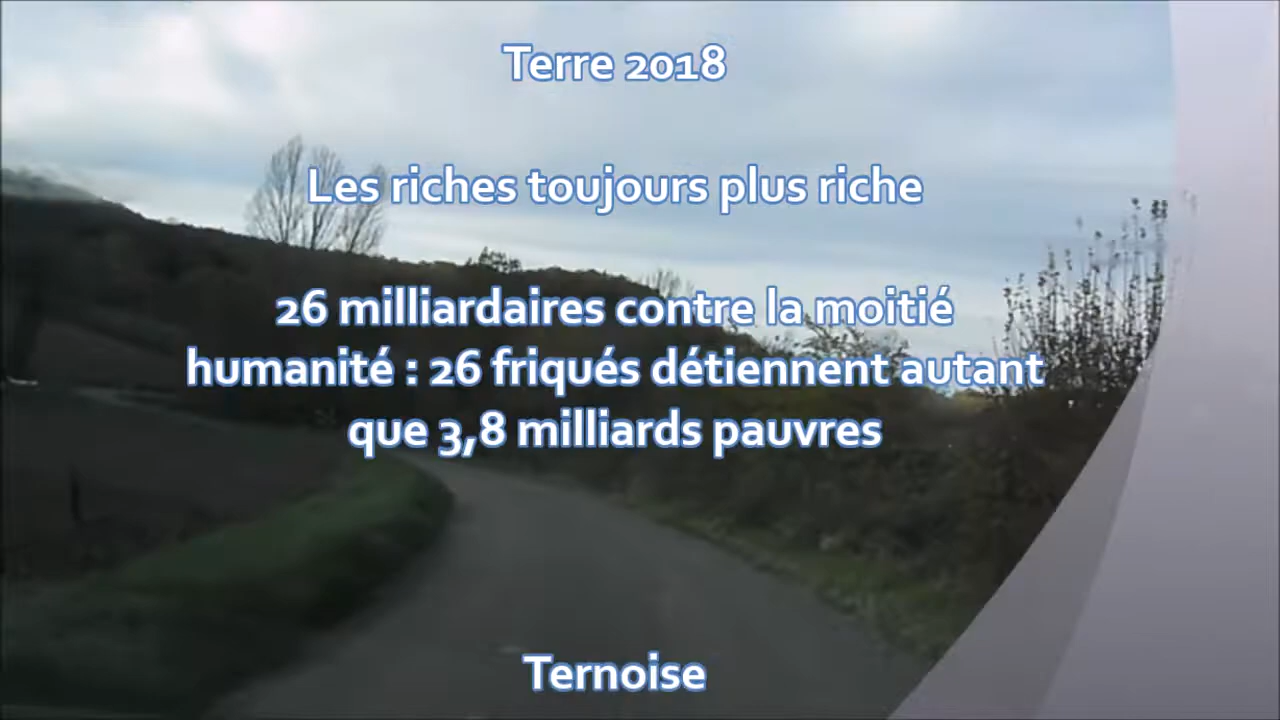 Terre 2018
Les riches toujours plus riche
26 milliardaires contre la moitié
humanité : 26 friqués détiennent autant
que 3,8 milliards pauvres
Ternoise